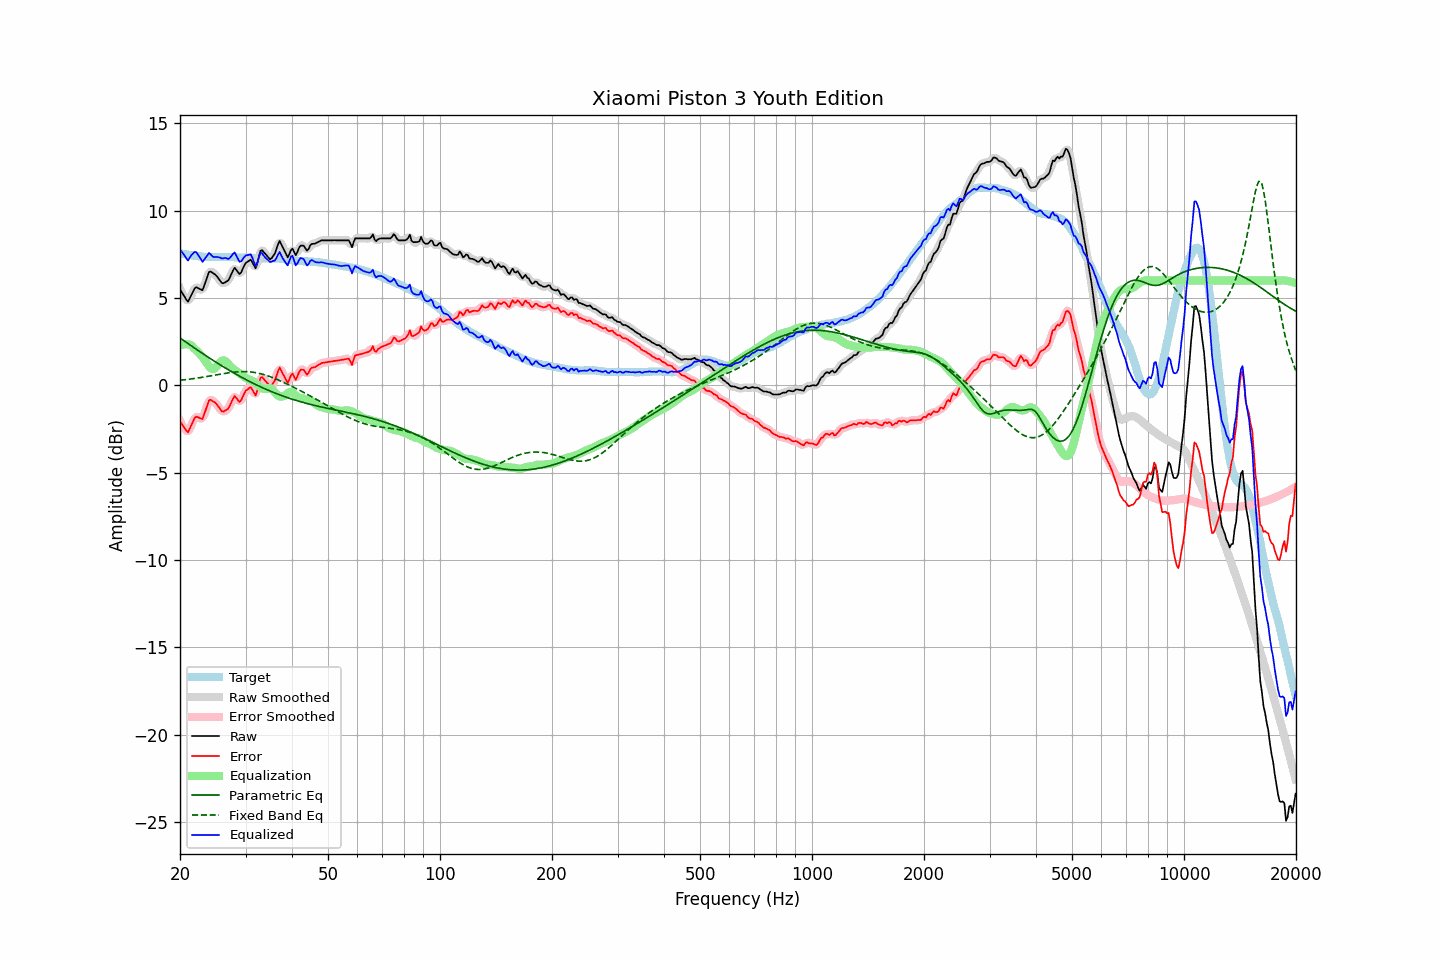 Xiaomi Piston 3 Youth Edition
15
10
5
0
−5
−10
−15
−20
−25
Amplitude (dBr)
Target
Raw Smoothed
Error Smoothed
Raw
Error
Equalization
Parametric Eq
Fixed Band Eq
Equalized
20 50 100 200 500 1000 2000 5000 10000 20000
Frequency (Hz)